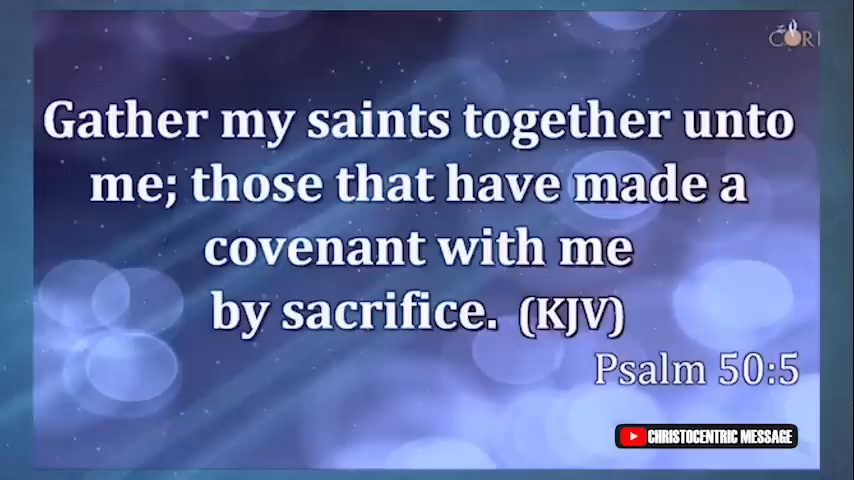 CORI
Gather my saints together unto
me; those that have made a
covenant with me
by sacrifice. (KJV)
Psalm 50:5
CHRISTOCENTRIC MESSAGE